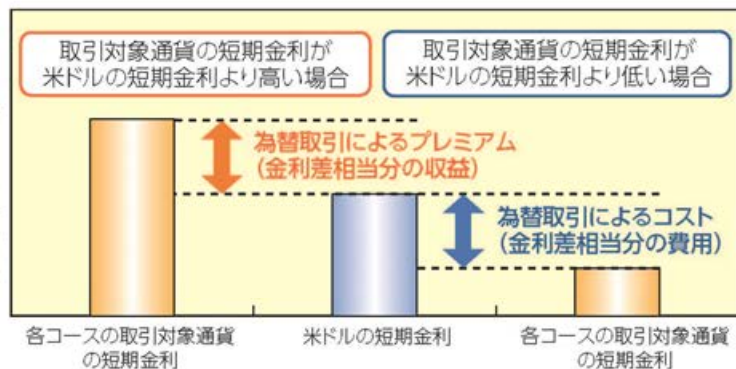 取引対象通貨の短期金利が
米ドルの短期金利より高い場合
取引対象通貨の短期金利が
米ドルの短期金利より低い場合
為替取引によるプレミアム
(金利差相当分の収益)
為替取引によるコスト
(金利差相当分の費用)
各コースの取引対象通貨
の短期金利
米ドルの短期金利
各コースの取引対象通貨
の短期金利